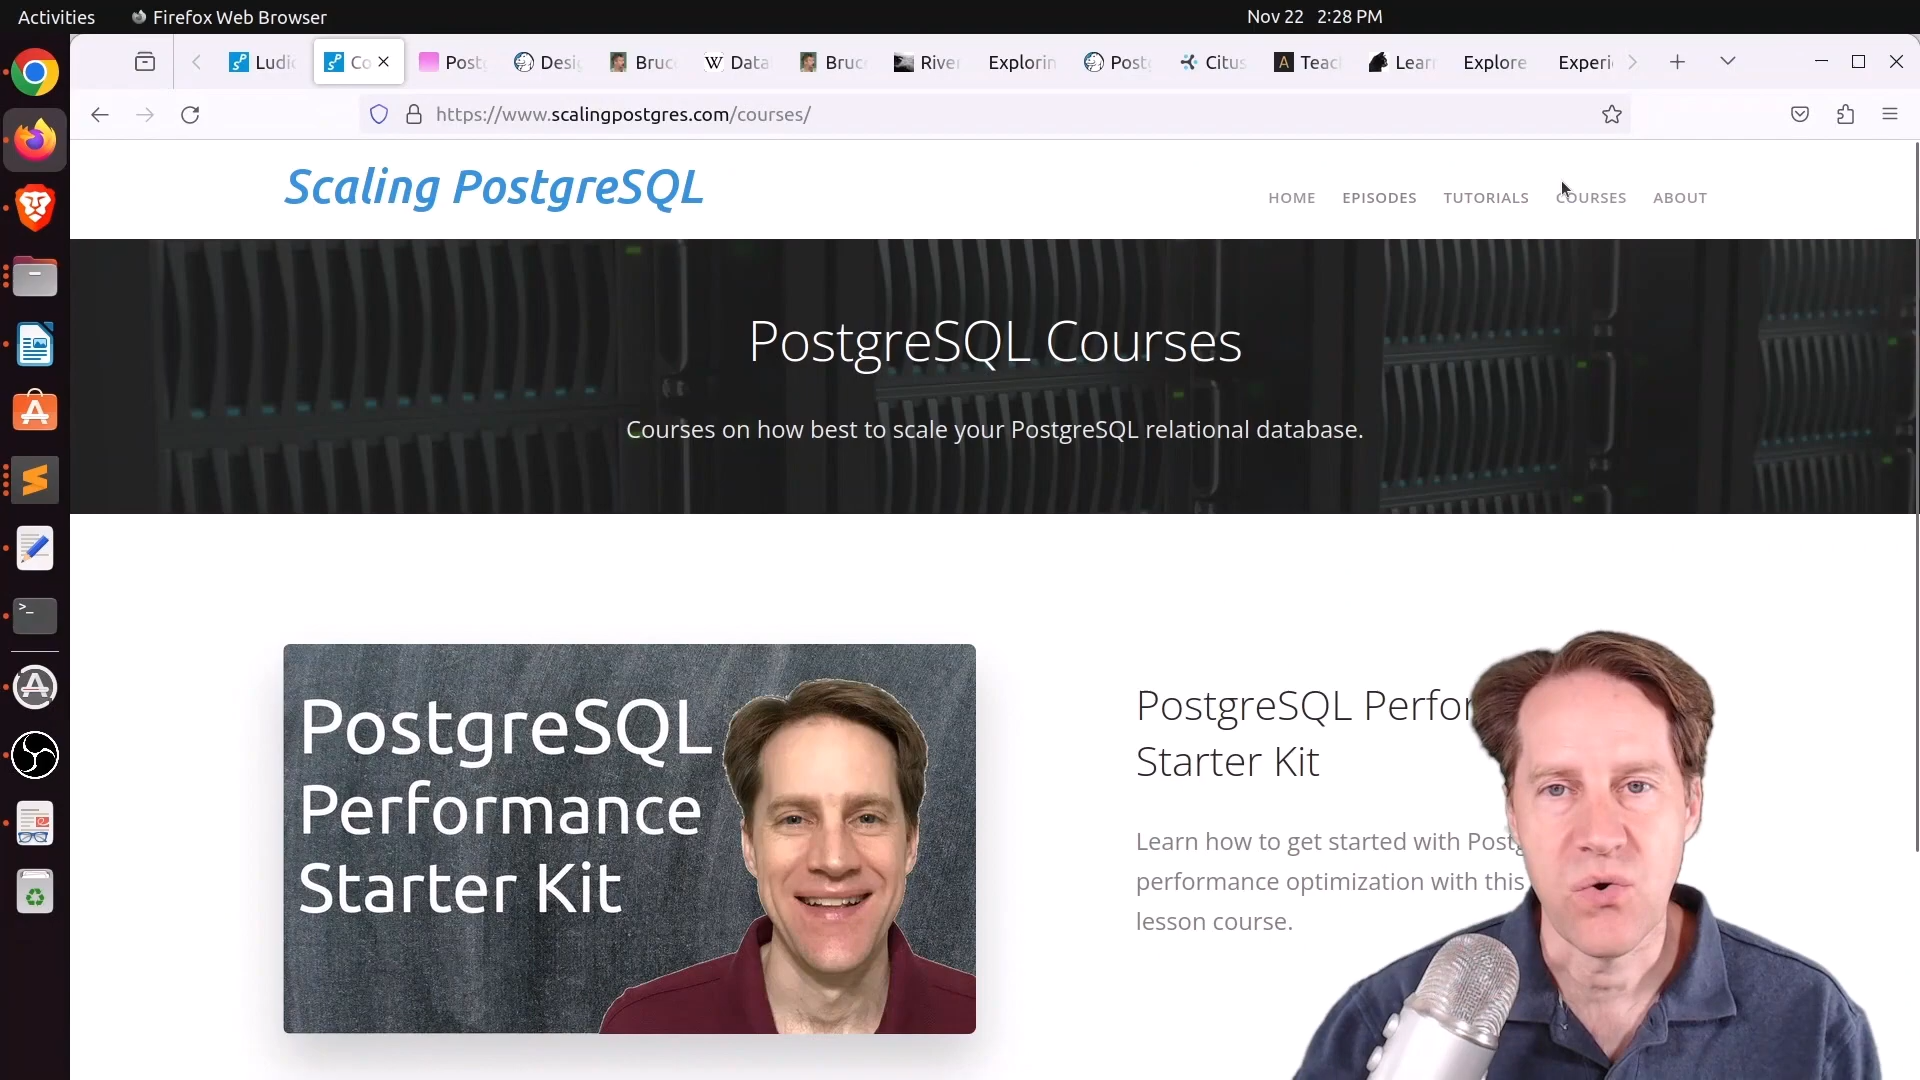 Activities
Firefox Web Browser
Nov 22 2:28 PM
Ludi
Co
Post
Desi
Bruc
W Data
Bruc
River
Explorin
Post
Citus
A Teac
Lear
Explore
Experi
https://www.scalingpostgres.com/courses/
Scaling PostgreSQL
HOME
EPISODES
TUTORIALS
COURSES
ABOUT
PostgreSQL Courses
Courses on how best to scale your PostgreSQL relational database.
PostgreSQL
Performance
Starter Kit
PostgreSQL Perfor
Starter Kit
Learn how to get started with Postg
performance optimization with this
lesson course.